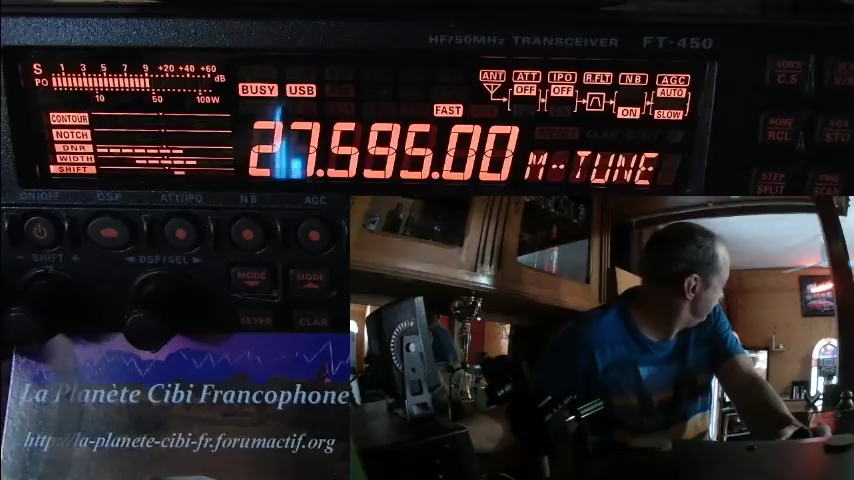 HF/50MHz TRANSCEIVER FT-450
S 1 3 5 7 9 +20 +40 +60 dB
PO 10 50 100W
BUSY USB
ANT ATT IPO R.FLT NB AGC
OFF OFF ON AUTO SLOW
FAST
CONTOUR
NOTCH
DNR
WIDTH
SHIFT
27.595.00 M-TUNE
VOICE
C.S
HOME
RCL
STO
STEP
SPLIT
ON/OFF DSP ATT/IPO NB AGC
- SHIFT + ◄DSP/SEL►
MODE MODE
KEYER CLAR
La Planète Cibi Francophone
http://la-planete-cibi-fr.forumactif.org